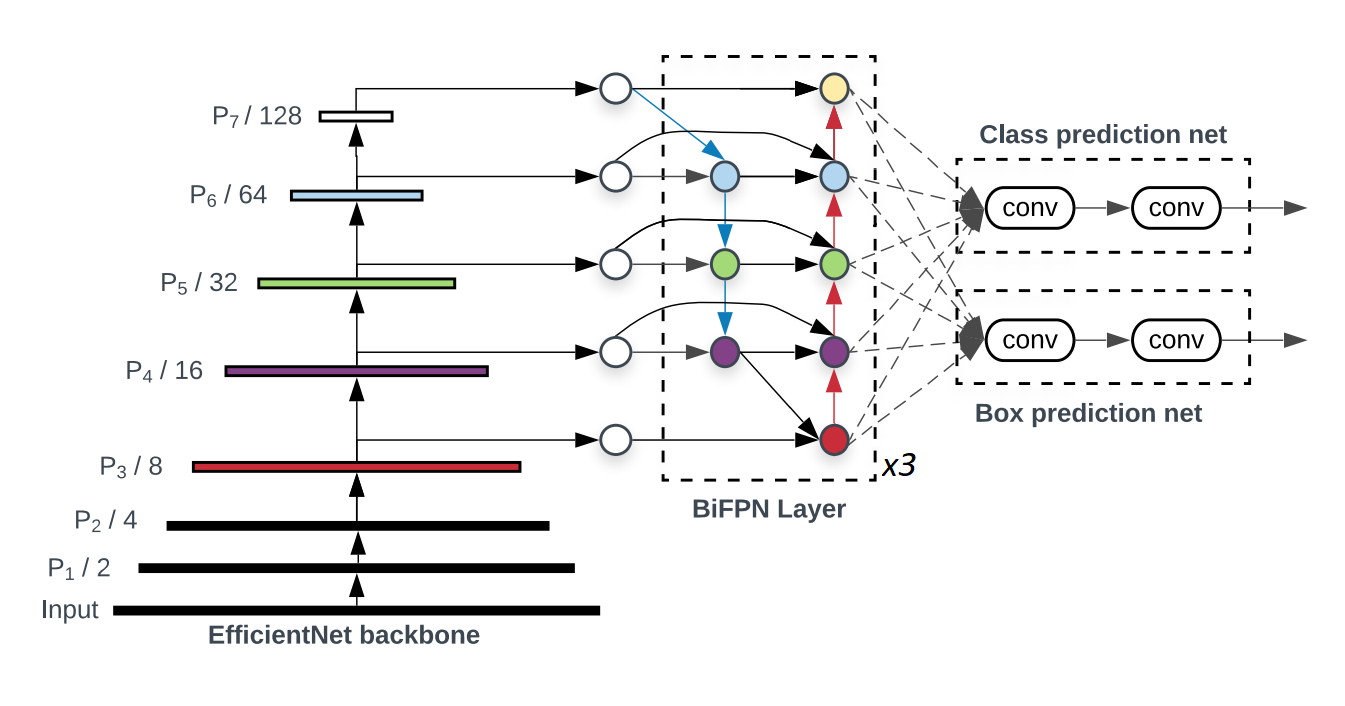 P7 / 128
P6 / 64
P5 / 32
P4 / 16
P3 / 8
P2 / 4
P1 / 2
Input
EfficientNet backbone
BiFPN Layer
x3
Class prediction net
conv conv
conv conv
Box prediction net